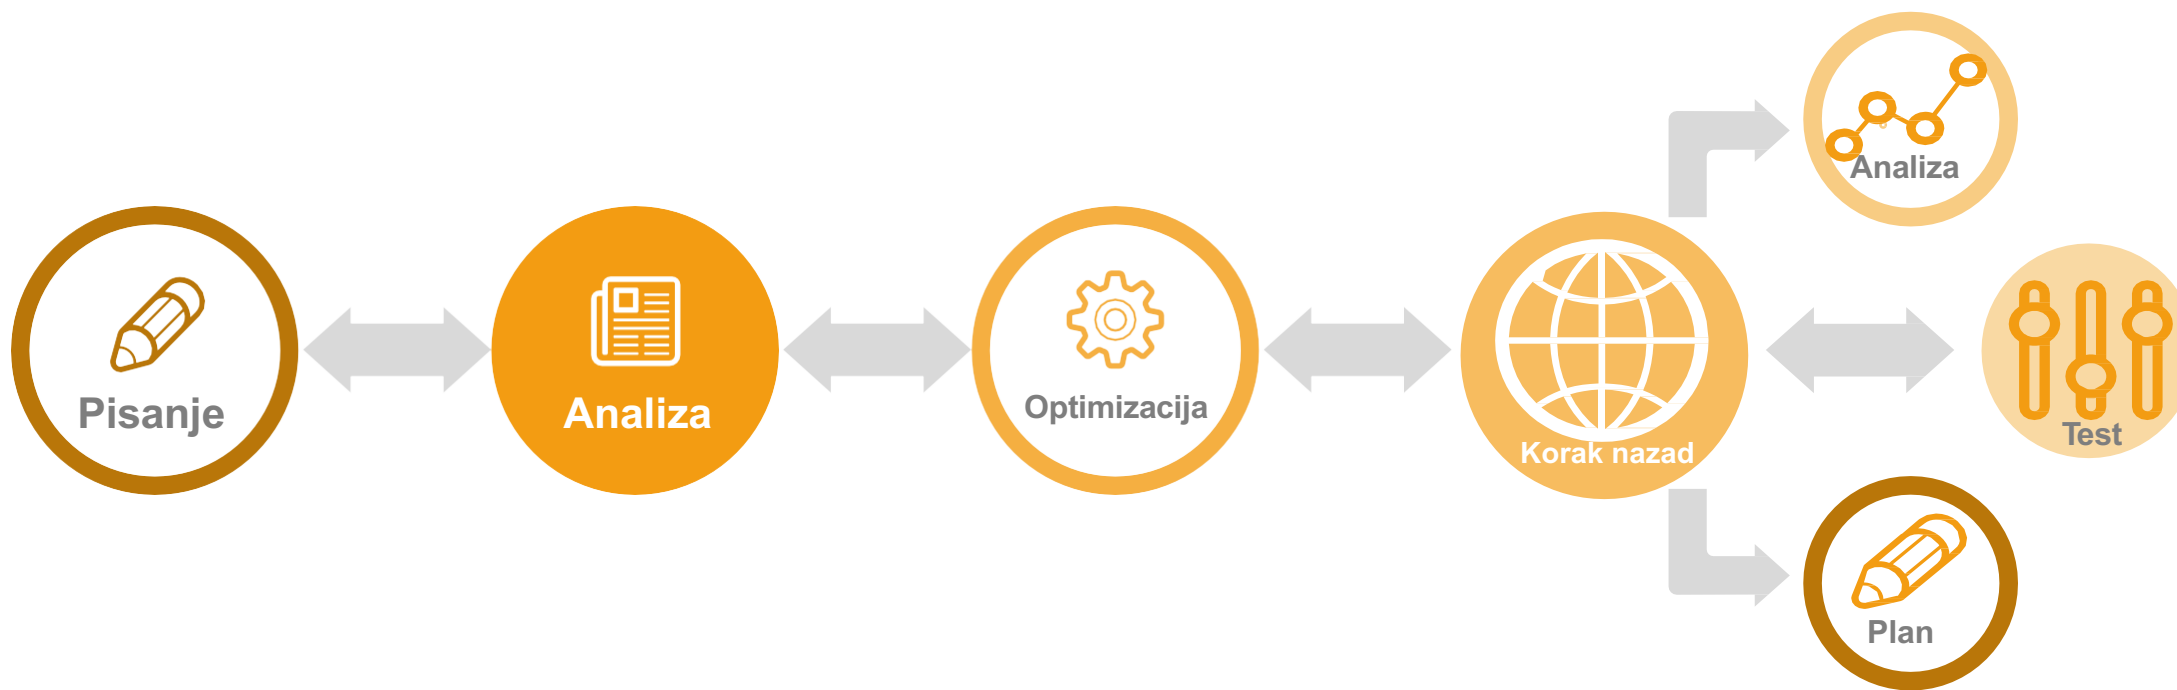 Pisanje
Analiza
Optimizacija
Korak nazad
Analiza
Test
Plan